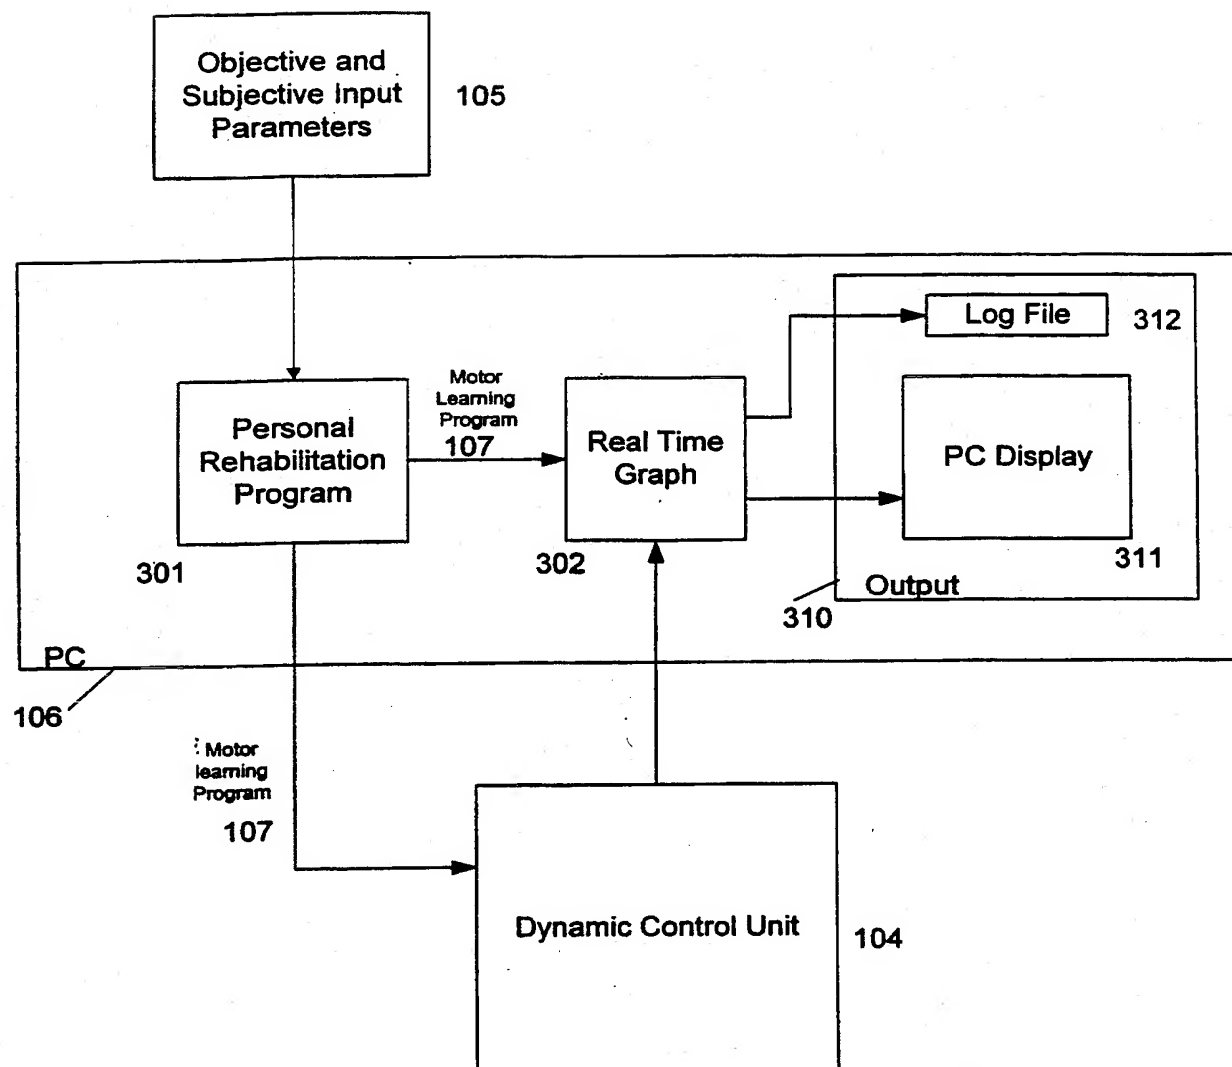 Objective and
Subjective Input
Parameters
105
Log File
312
Motor
Learning
Program
107
Personal
Rehabilitation
Program
Real Time
Graph
PC Display
301
302
311
Output
310
PC
106
Motor
learning
Program
107
Dynamic Control Unit
104